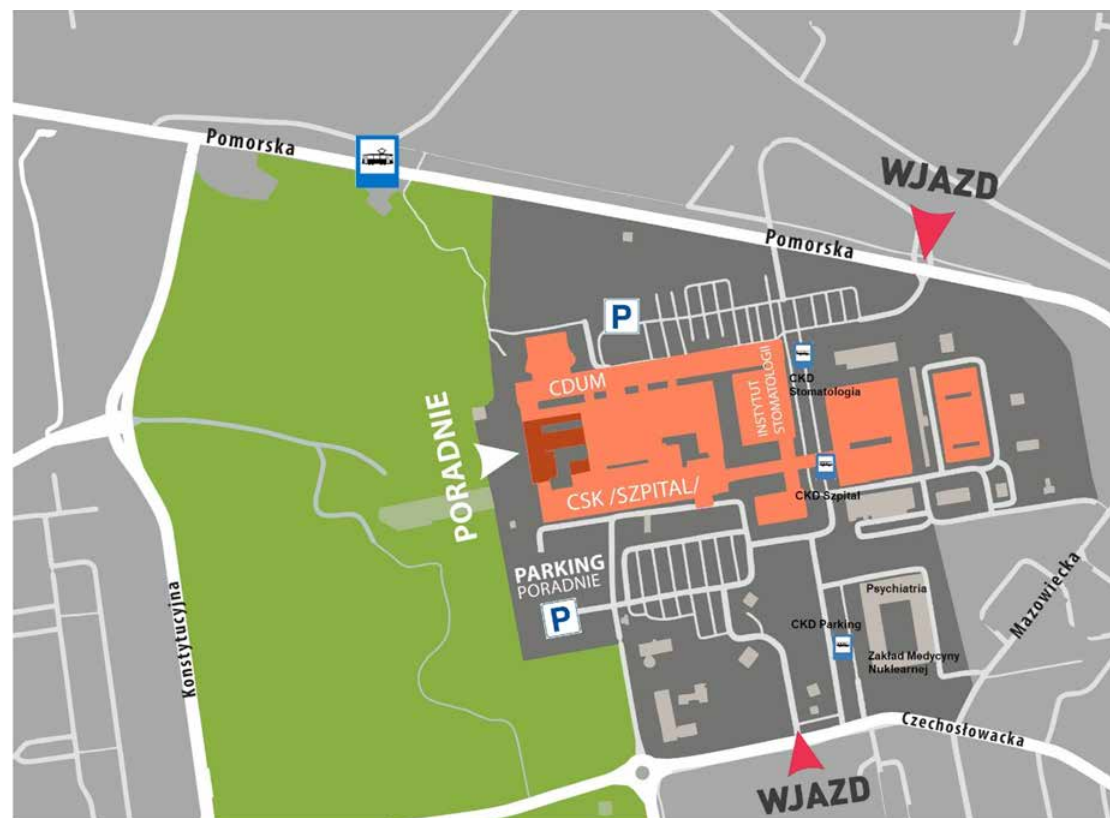 Pomorska
WJAZD
Pomorska
P
CKD
Stomatologia
CDUM
INSTYTUT
STOMATOLOGII
PORADNIE
CKD Szpital
CSK /SZPITAL/
PARKING
PORADNIE
P
Psychiatria
Mazowiecka
Konstytucyjna
CKD Parking
Zakład Medycyny
Nuklearnej
Czechosłowacka
WJAZD